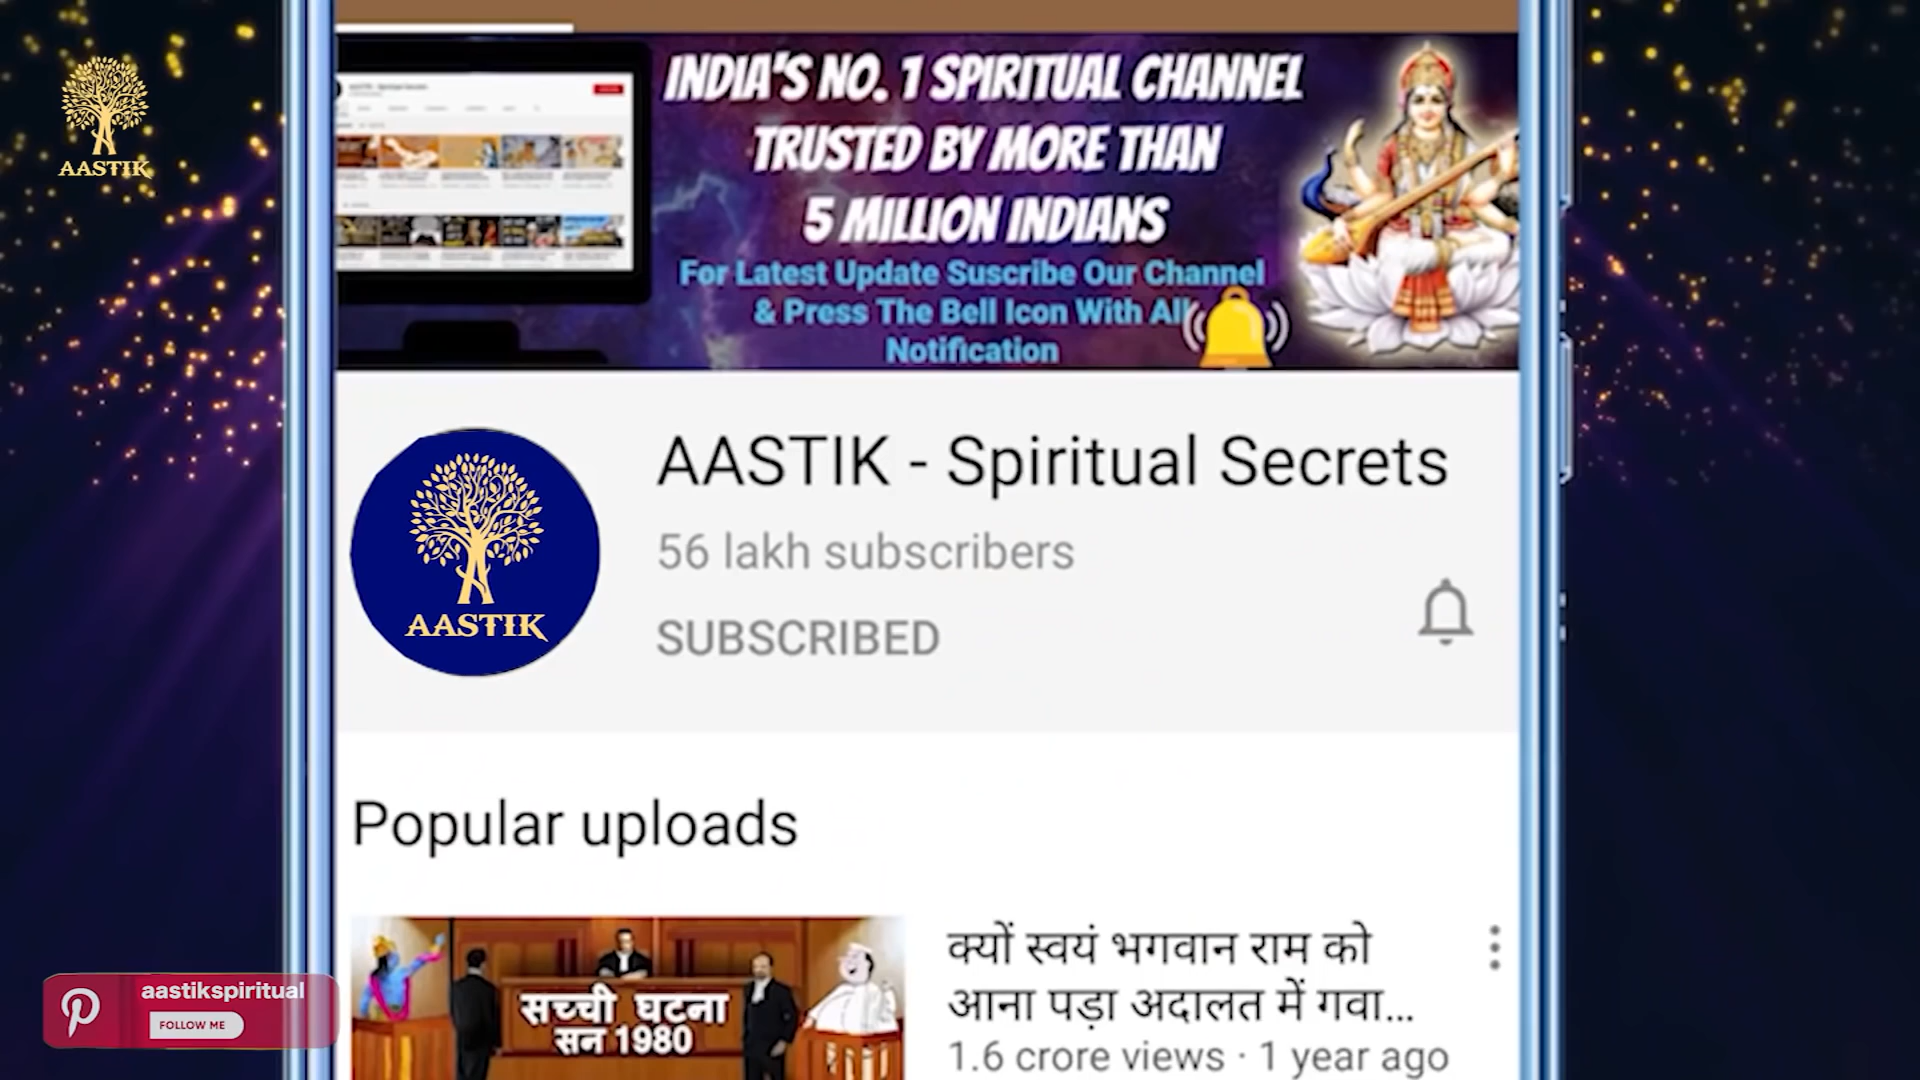 AASTIK
INDIA'S NO. 1 SPIRITUAL CHANNEL
TRUSTED BY MORE THAN
5 MILLION INDIANS
For Latest Update Suscribe Our Channel
& Press The Bell Icon With All
Notification
AASTIK
AASTIK - Spiritual Secrets
56 lakh subscribers
SUBSCRIBED
Popular uploads
सच्ची घटना
सन 1980
क्यों स्वयं भगवान राम को
आना पड़ा अदालत में गवा...
1.6 crore views · 1 year ago
aastikspiritual
FOLLOW ME